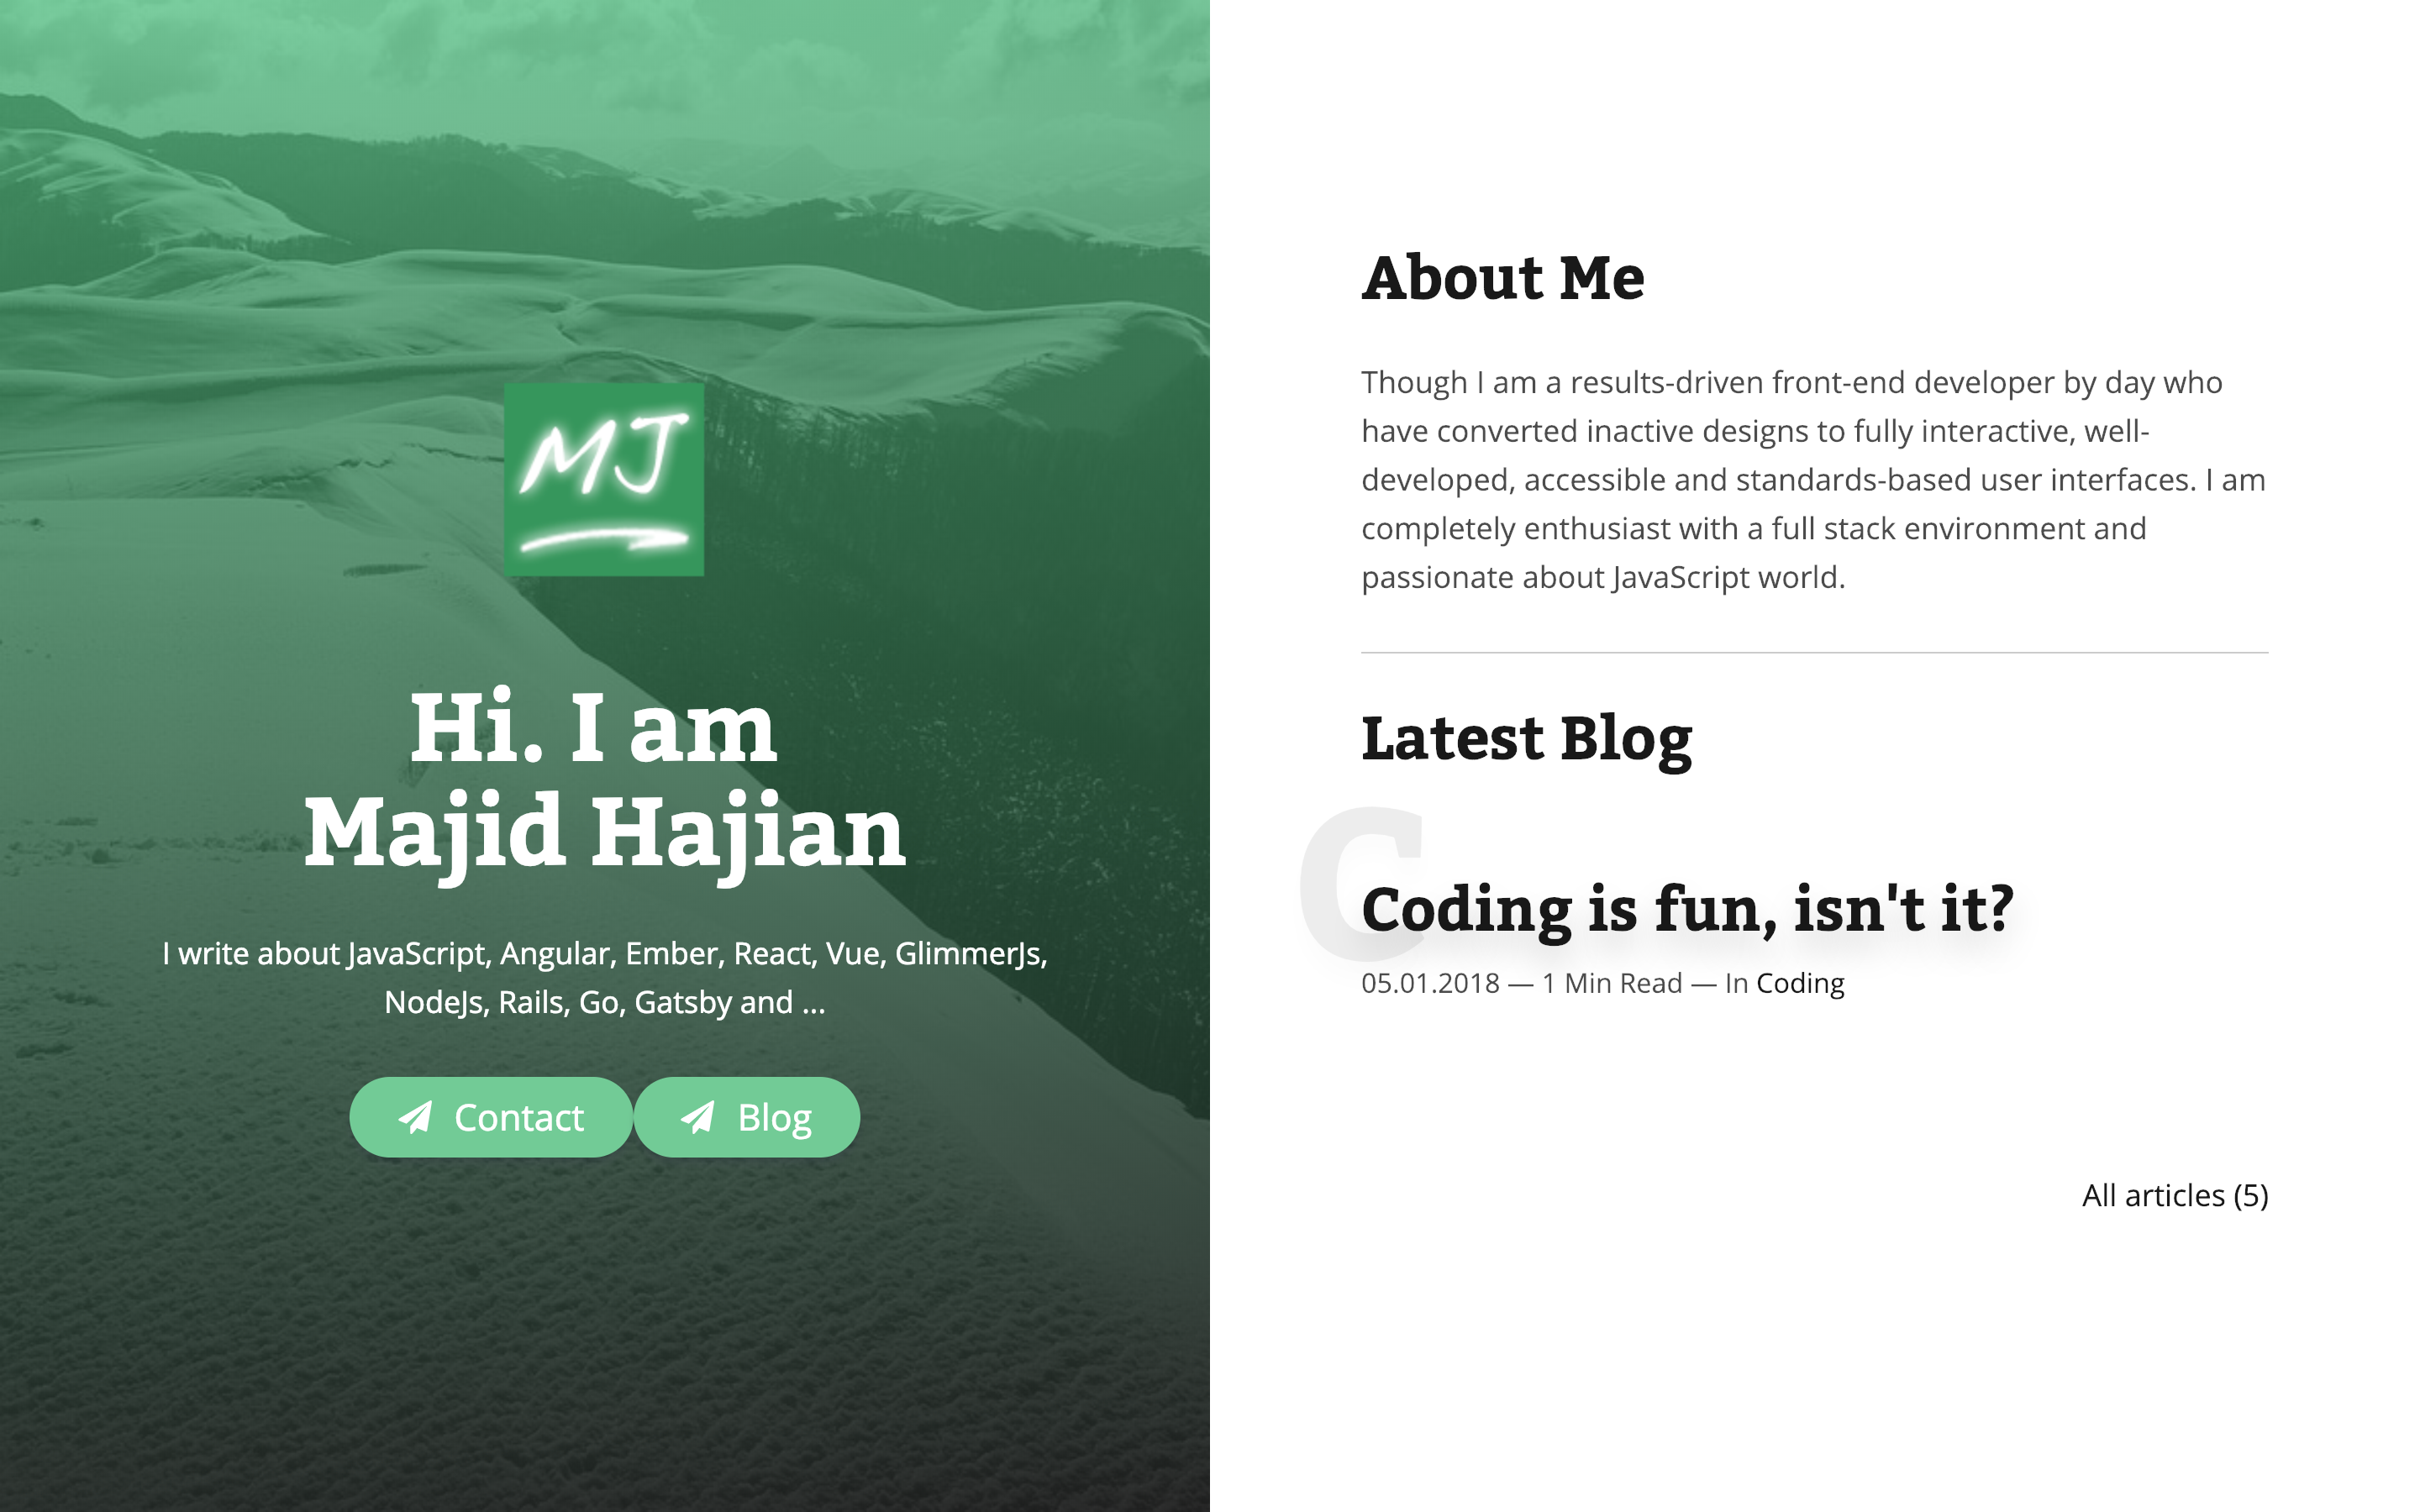 MJ
Hi. I am
Majid Hajian
I write about JavaScript, Angular, Ember, React, Vue, GlimmerJs,
NodeJs, Rails, Go, Gatsby and ...
Contact
Blog
About Me
Though I am a results-driven front-end developer by day who
have converted inactive designs to fully interactive, well-
developed, accessible and standards-based user interfaces. I am
completely enthusiast with a full stack environment and
passionate about JavaScript world.
Latest Blog
C
Coding is fun, isn't it?
05.01.2018 — 1 Min Read — In Coding
All articles (5)